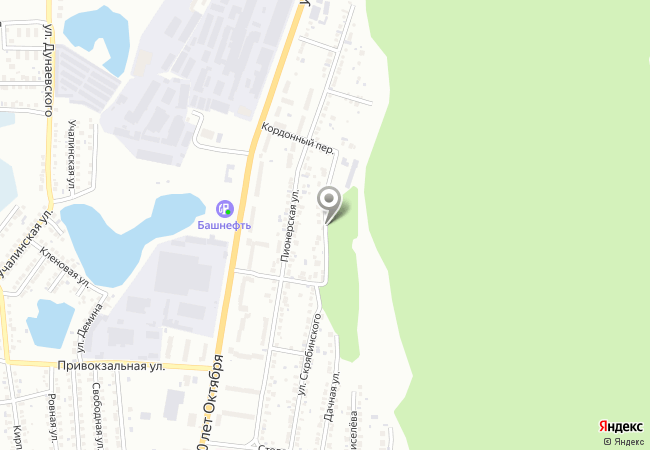 ул. Дунаевского
Учалинская ул.
Кордонный пер.
Пионерская ул.
Башнефть
Учалинская ул.
Кленовая ул.
ул. Демина
Привокзальная ул.
ул. Скрябинского
Дачная ул.
Свободная ул.
Ровная ул.
0 лет Октября
Яндекс
© Яндекс